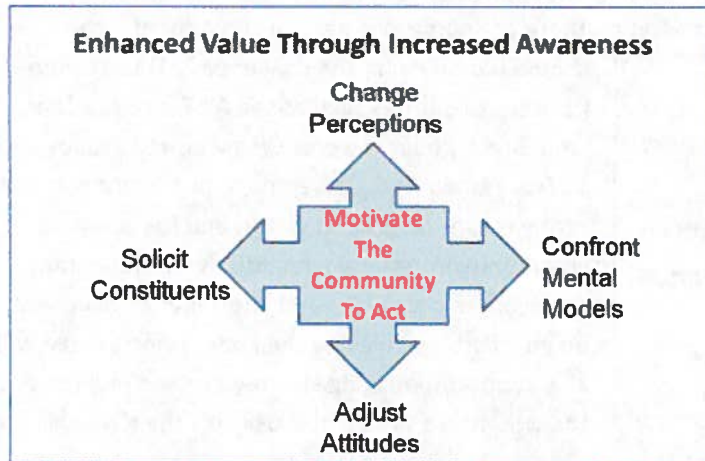 Enhanced Value Through Increased Awareness
Change
Perceptions
Solicit
Constituents
Motivate
The
Community
To Act
Confront
Mental
Models
Adjust
Attitudes